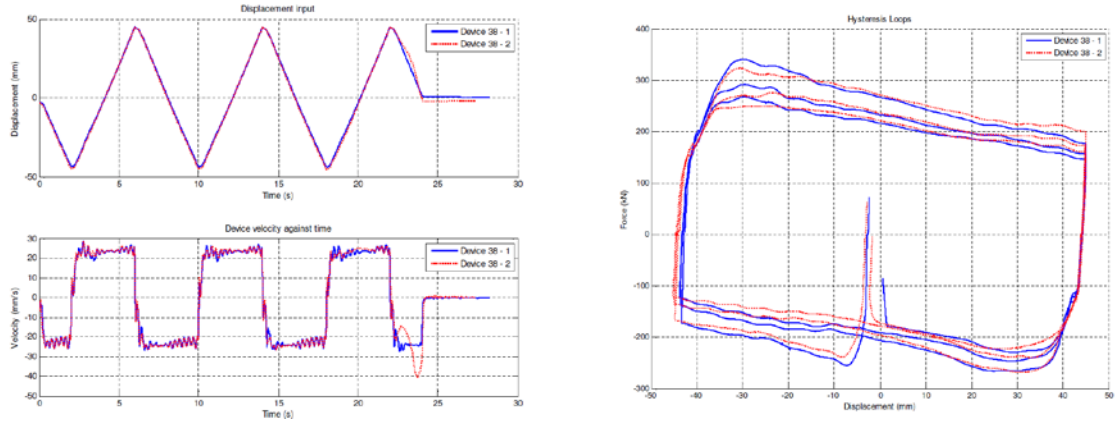 Displacement input
Displacement (mm)
50
0
-50
Device 38 - 1
Device 38 - 2
0 5 10 15 20 25 30
Time (s)
Device velocity against time
Velocity (mm/s)
30
20
10
0
-10
-20
-30
-40
-50
Device 38 - 1
Device 38 - 2
0 5 10 15 20 25 30
Time (s)
Hysteresis Loops
Force (kN)
400
300
200
100
0
-100
-200
-300
Device 38 - 1
Device 38 - 2
-50 -40 -30 -20 -10 0 10 20 30 40 50
Displacement (mm)